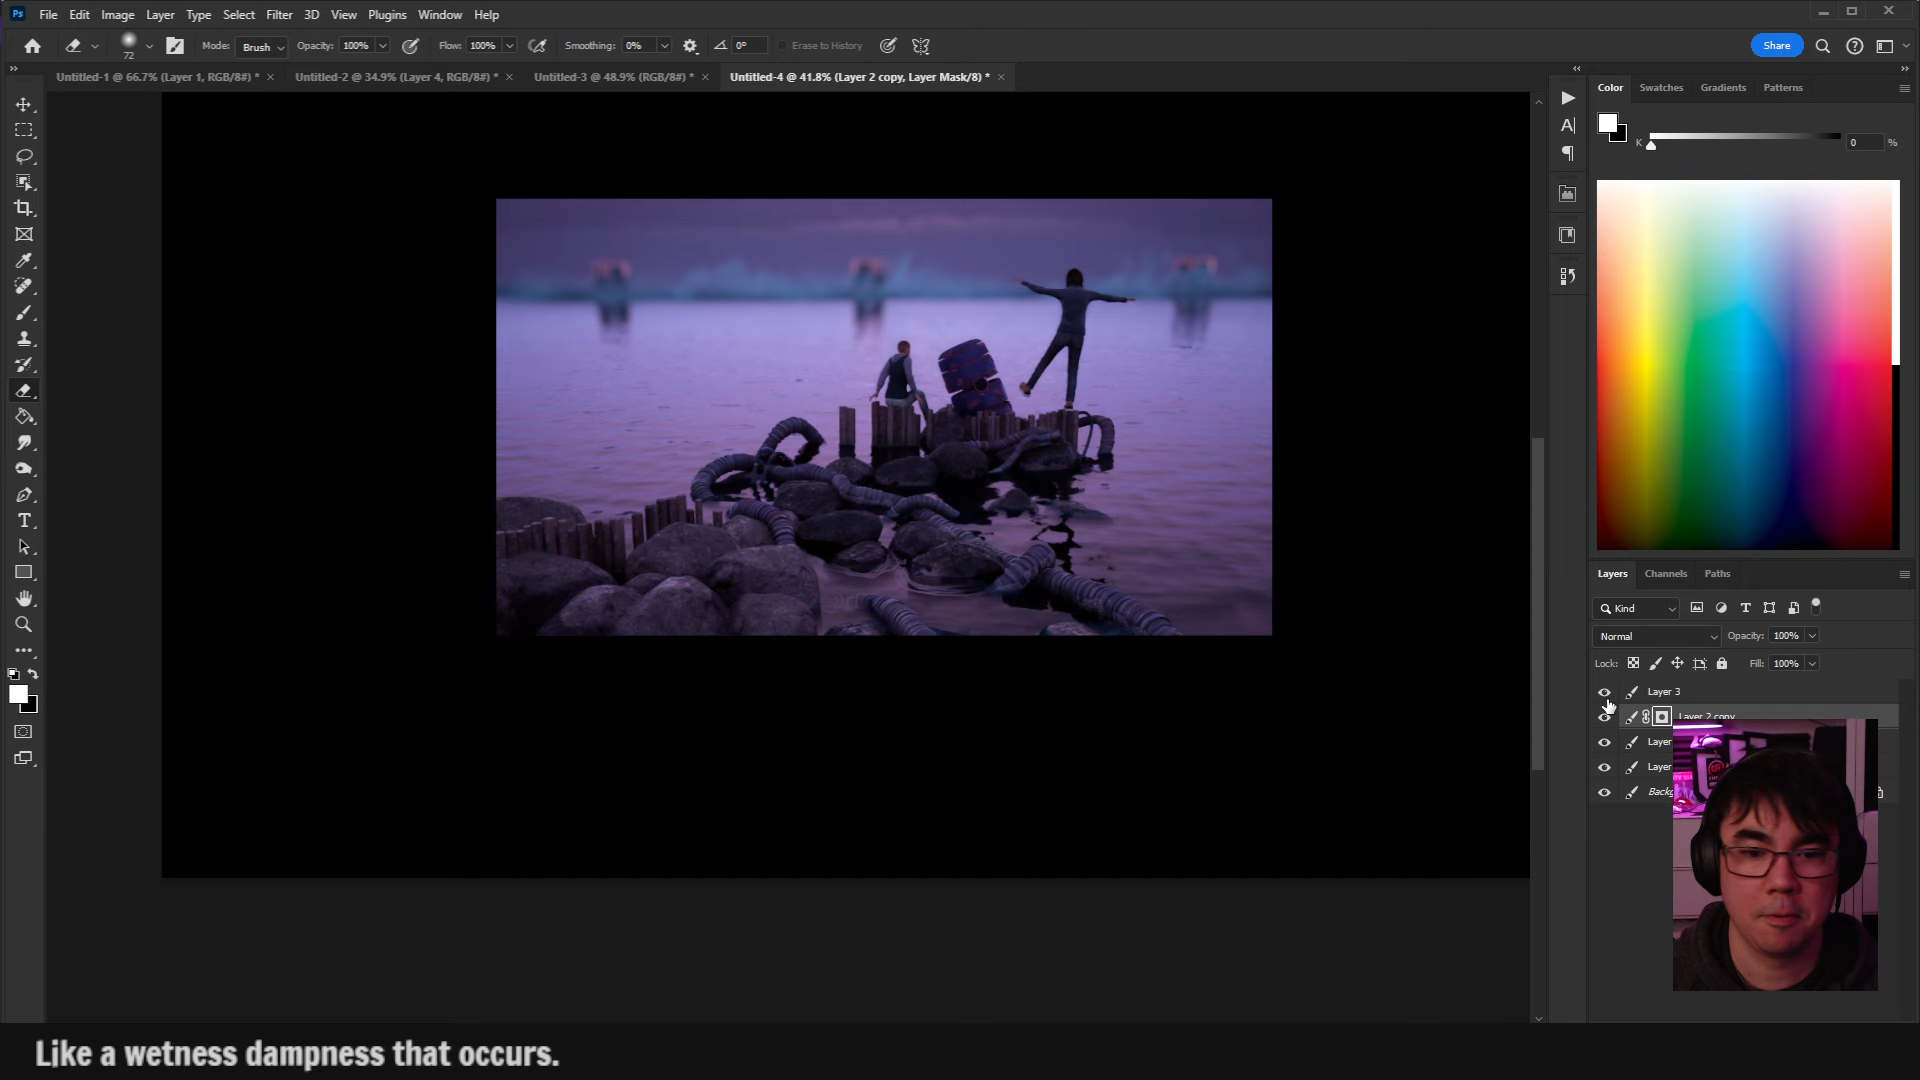 Ps File Edit Image Layer Type Select Filter 3D View Plugins Window Help
72 Mode: Brush Opacity: 100% Flow: 100% Smoothing: 0% 0° Erase to History Share
Untitled-1 @ 66.7% (Layer 1, RGB/8#) * Untitled-2 @ 34.9% (Layer 4, RGB/8#) * Untitled-3 @ 48.9% (RGB/8#) * Untitled-4 @ 41.8% (Layer 2 copy, Layer Mask/8) *
Color Swatches Gradients Patterns
K 0 %
Layers Channels Paths
Kind
Normal Opacity: 100%
Lock: Fill: 100%
Layer 3
Layer 2 copy
Layer
Layer
Backg
Like a wetness dampness that occurs.